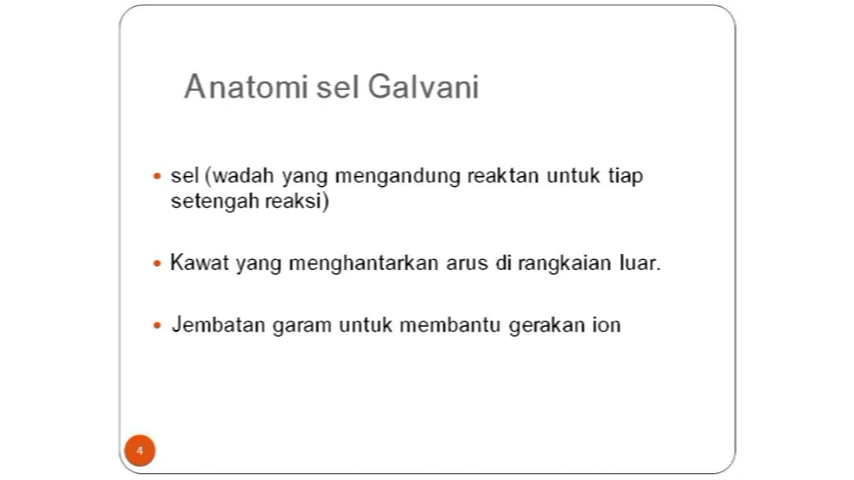 Anatomi sel Galvani
• sel (wadah yang mengandung reaktan untuk tiap
setengah reaksi)
• Kawat yang menghantarkan arus di rangkaian luar.
• Jembatan garam untuk membantu gerakan ion
4